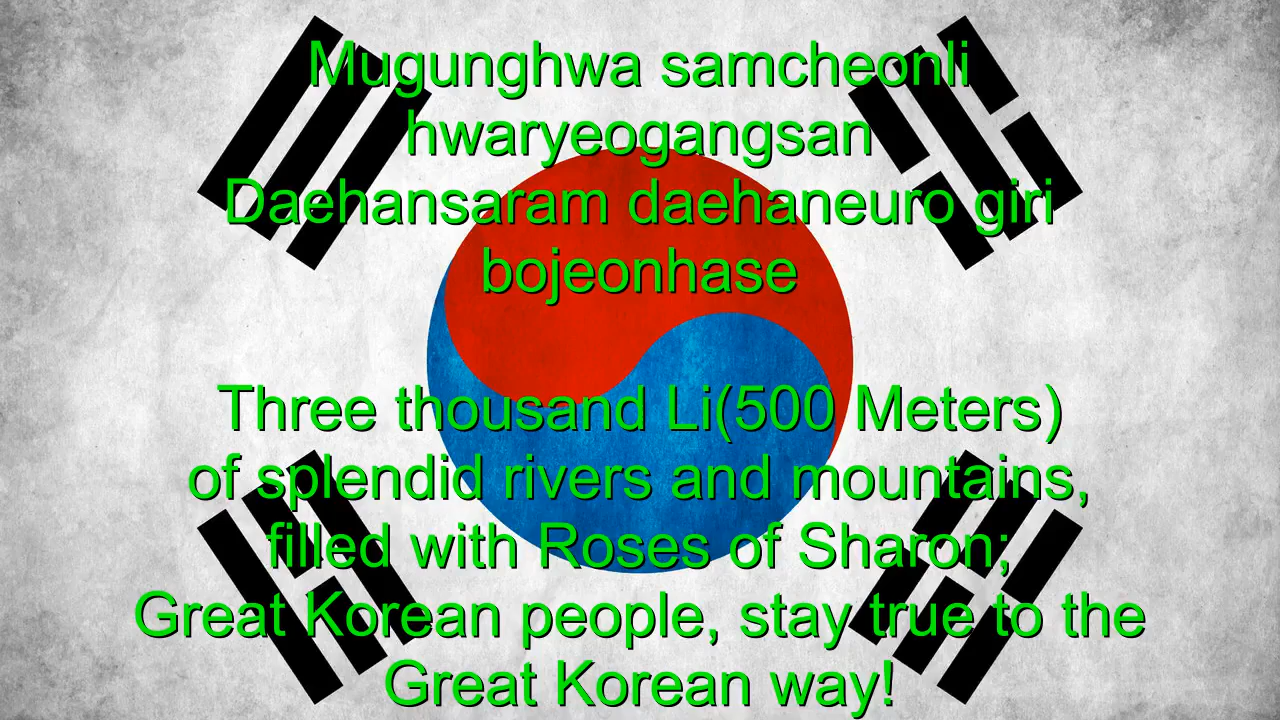 Mugunghwa samcheonli
hwaryeogangsan
Daehansaram daehaneuro giri
bojeonhase
Three thousand Li(500 Meters)
of splendid rivers and mountains,
filled with Roses of Sharon;
Great Korean people, stay true to the
Great Korean way!